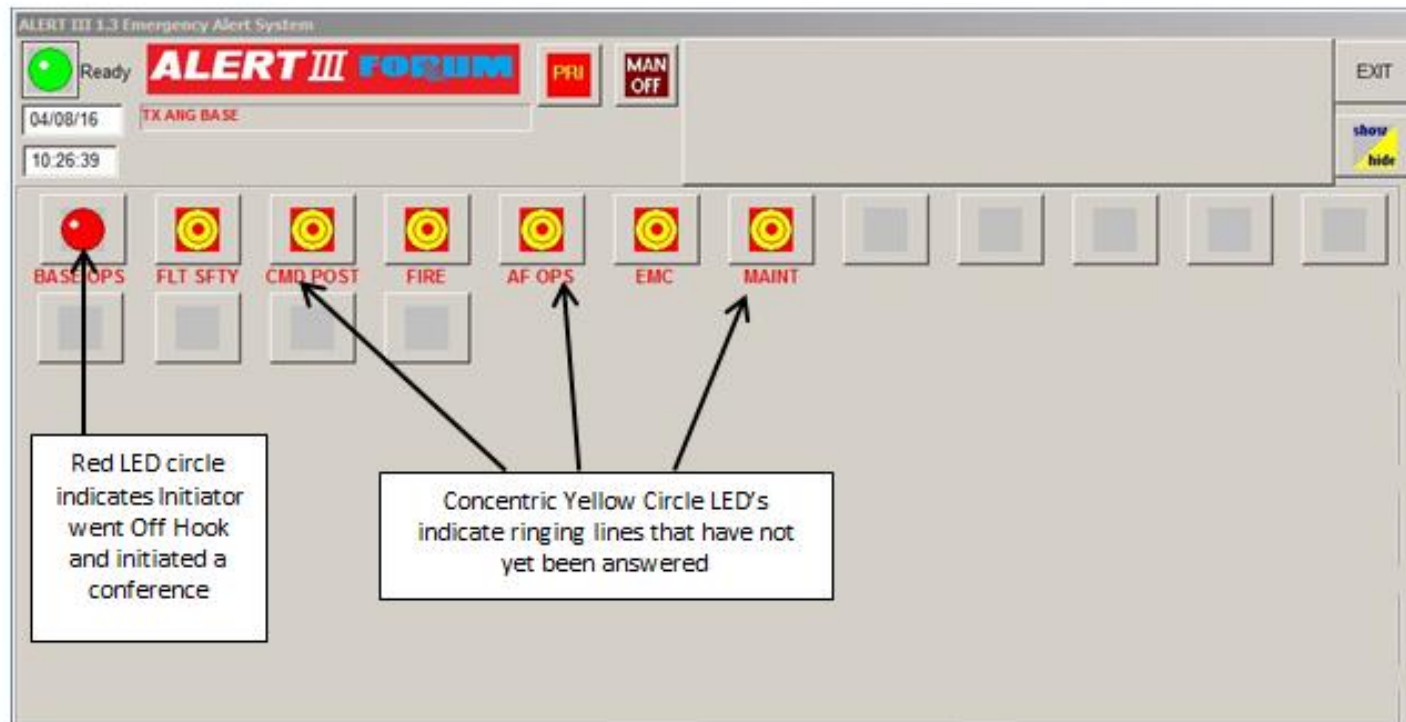 ALERT III 1.3 Emergency Alert System
Ready
ALERT III FORUM
PRI
MAN
OFF
EXIT
04/08/16
TX ANG BASE
show
hide
10:26:39
BASE OPS
FLT SFTY
CMD POST
FIRE
AF OPS
EMC
MAINT
Red LED circle
indicates Initiator
went Off Hook
and initiated a
conference
Concentric Yellow Circle LED's
indicate ringing lines that have not
yet been answered